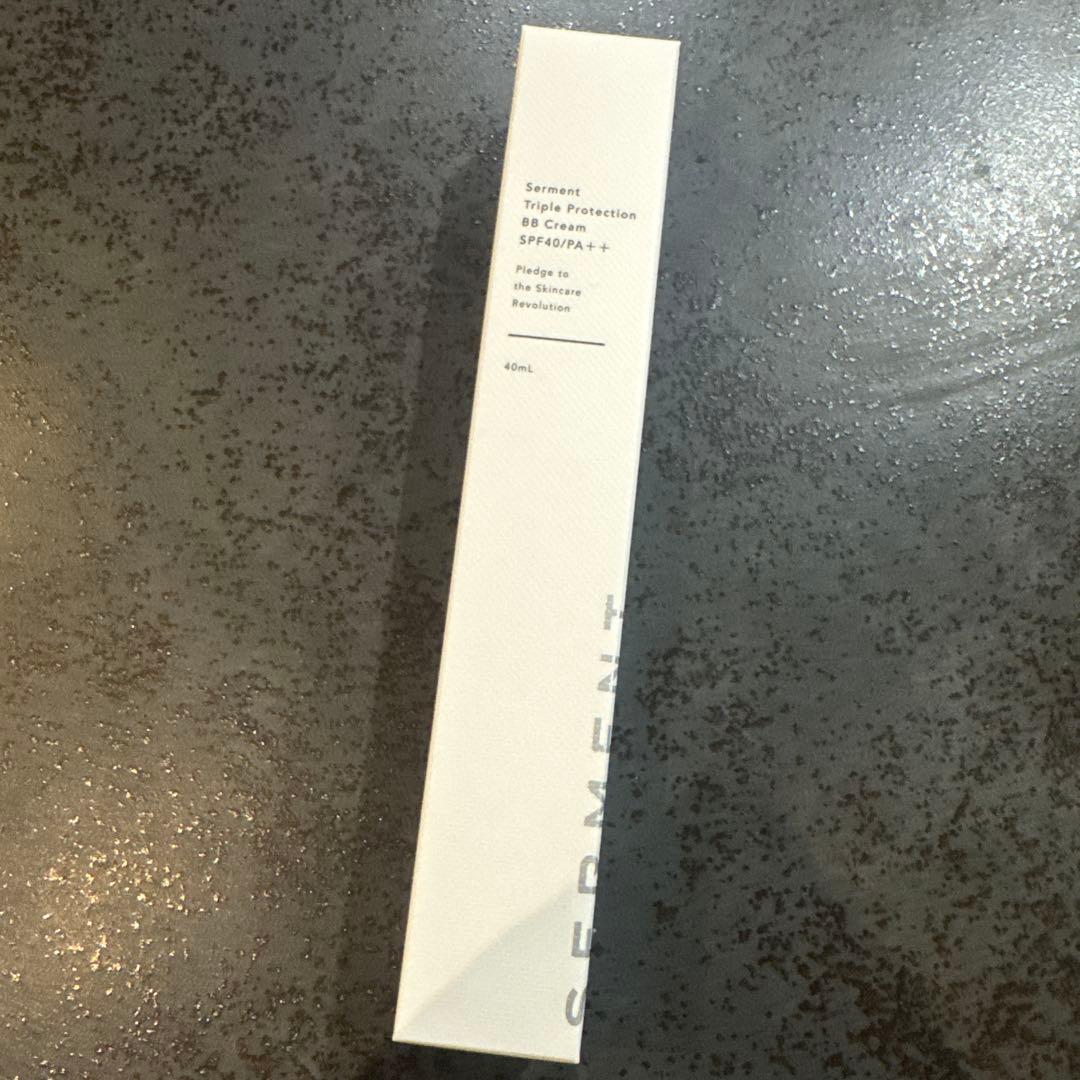 Serment
Triple Protection
BB Cream
SPF40/PA++
Pledge to
the Skincare
Revolution
40mL
SERMENT